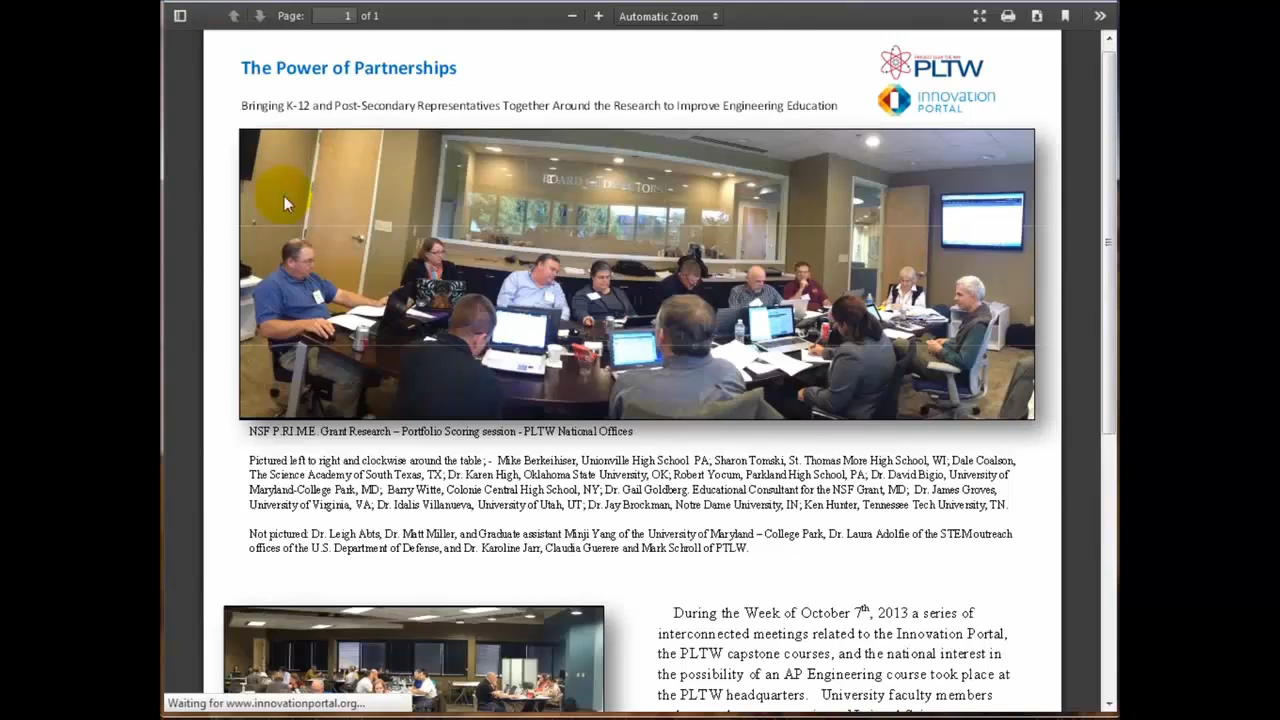 Page: 1 of 1
Automatic Zoom
The Power of Partnerships
PLTW
Bringing K-12 and Post-Secondary Representatives Together Around the Research to Improve Engineering Education
innovation
PORTAL
BOARD OF DIRECTORS
NSF P.RI.M.E. Grant Research – Portfolio Scoring session - PLTW National Offices
Pictured left to right and clockwise around the table; - Mike Berkeihiser, Unionville High School PA; Sharon Tomski, St. Thomas More High School, WI; Dale Coalson,
The Science Academy of South Texas, TX; Dr. Karen High, Oklahoma State University, OK; Robert Yocum, Parkland High School, PA; Dr. David Bigio, University of
Maryland-College Park, MD; Barry Witte, Colonie Central High School, NY; Dr. Gail Goldberg. Educational Consultant for the NSF Grant, MD; Dr. James Groves,
University of Virginia, VA; Dr. Idalis Villanueva, University of Utah, UT; Dr. Jay Brockman, Notre Dame University, IN; Ken Hunter, Tennessee Tech University, TN.
Not pictured: Dr. Leigh Abts, Dr. Matt Miller, and Graduate assistant Minji Yang of the University of Maryland – College Park, Dr. Laura Adolfie of the STEM outreach
offices of the U.S. Department of Defense, and Dr. Karoline Jarr, Claudia Guerere and Mark Schroll of PTLW.
During the Week of October 7th, 2013 a series of
interconnected meetings related to the Innovation Portal,
the PLTW capstone courses, and the national interest in
the possibility of an AP Engineering course took place at
the PLTW headquarters. University faculty members
Waiting for www.innovationportal.org...